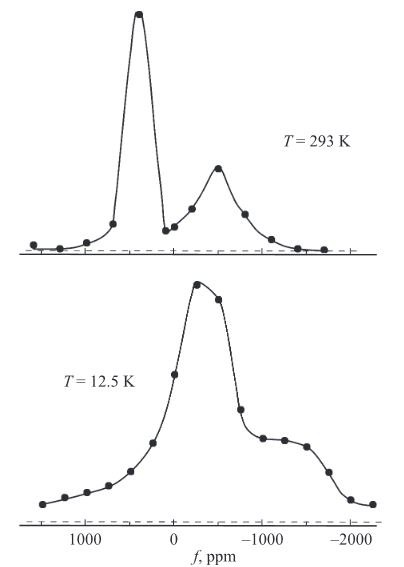 T = 293 K
T = 12.5 K
1000 0 −1000 −2000
f, ppm